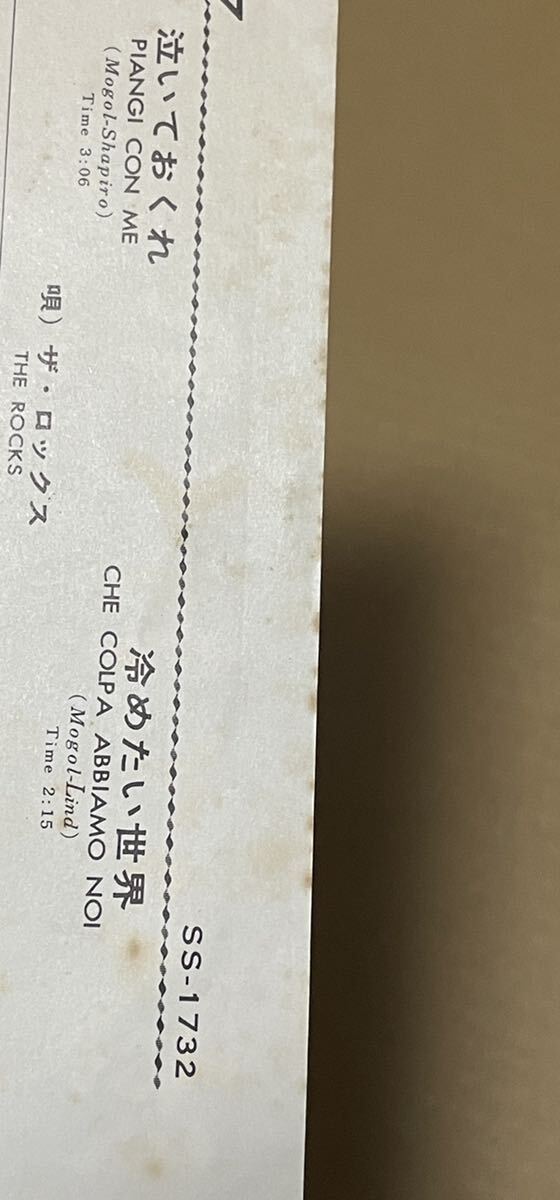 泣いておくれ
PIANGI CON ME
(Mogol-Shapiro)
Time 3:06
唄) ザ・ロックス
THE ROCKS
冷めたい世界
CHE COLPA ABBIAMO NOI
(Mogol-Lind)
Time 2:15
SS-1732